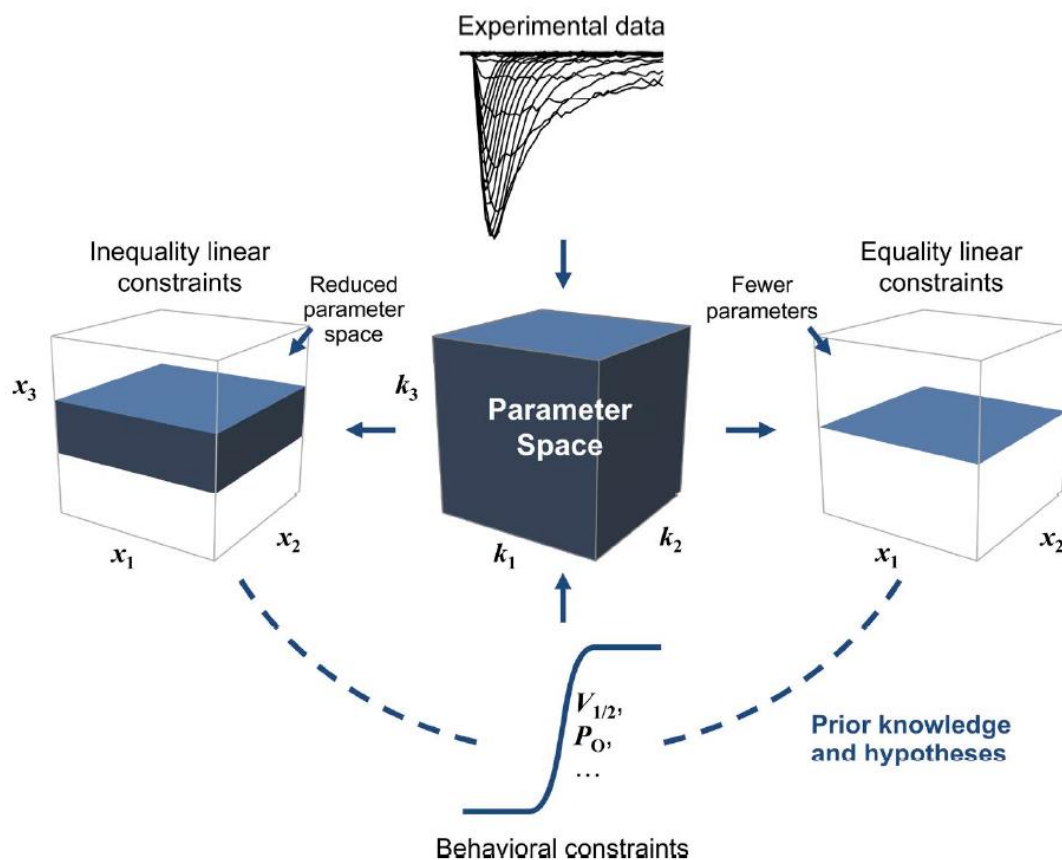 Experimental data
Inequality linear
constraints
Reduced
parameter
space
Fewer
parameters
Equality linear
constraints
x3
k3
Parameter
Space
x1
x2
k1
k2
x1
x2
V1/2,
PO,
...
Prior knowledge
and hypotheses
Behavioral constraints